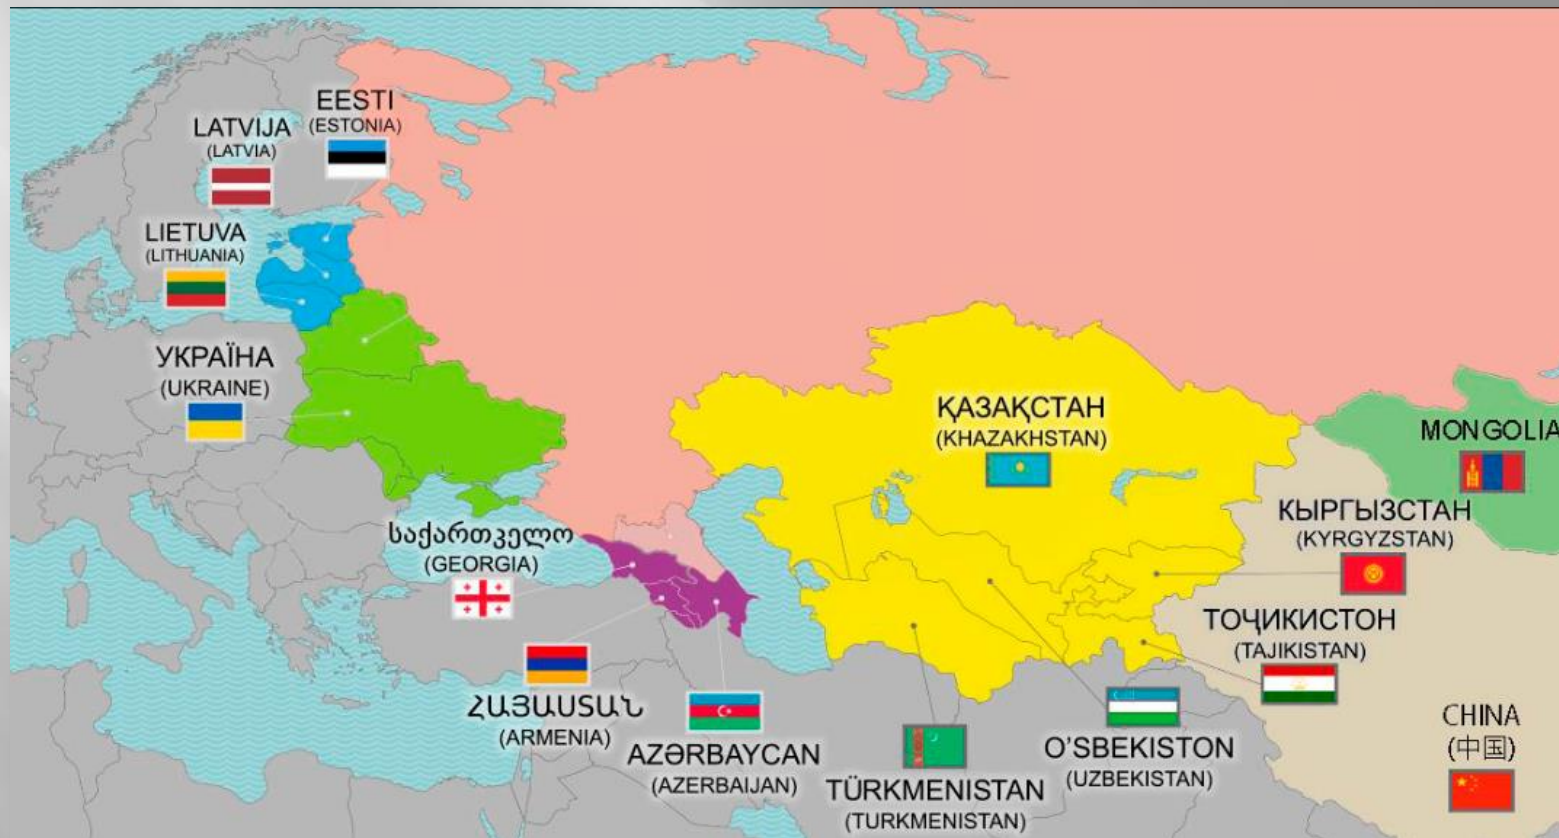 EESTI
(ESTONIA)
LATVIJA
(LATVIA)
LIETUVA
(LITHUANIA)
УКРАЇНА
(UKRAINE)
ҚАЗАҚСТАН
(KHAZAKHSTAN)
MONGOLIA
КЫРГЫЗСТАН
(KYRGYZSTAN)
საქართველო
(GEORGIA)
ТОҶИКИСТОН
(TAJIKISTAN)
ՀԱՅԱՍՏԱՆ
(ARMENIA)
AZƏRBAYCAN
(AZERBAIJAN)
TÜRKMENISTAN
(TURKMENISTAN)
O’SBEKISTON
(UZBEKISTAN)
CHINA
(中国)